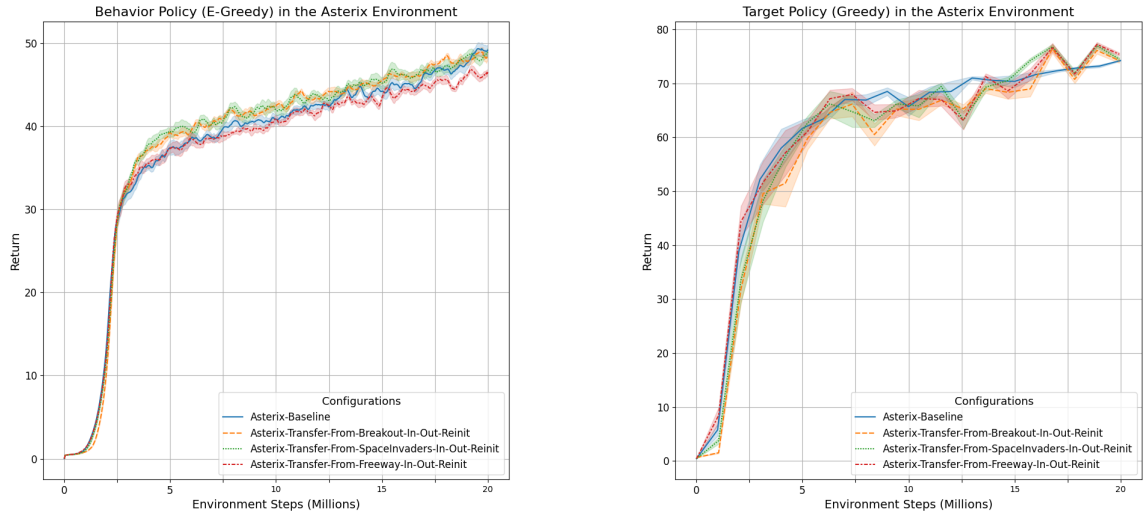 Behavior Policy (E-Greedy) in the Asterix Environment
50
40
30
20
10
0
Return
0
5
10
15
20
Environment Steps (Millions)
Configurations
Asterix-Baseline
Asterix-Transfer-From-Breakout-In-Out-Reinit
Asterix-Transfer-From-SpaceInvaders-In-Out-Reinit
Asterix-Transfer-From-Freeway-In-Out-Reinit
Target Policy (Greedy) in the Asterix Environment
80
70
60
50
40
30
20
10
0
Return
0
5
10
15
20
Environment Steps (Millions)
Configurations
Asterix-Baseline
Asterix-Transfer-From-Breakout-In-Out-Reinit
Asterix-Transfer-From-SpaceInvaders-In-Out-Reinit
Asterix-Transfer-From-Freeway-In-Out-Reinit